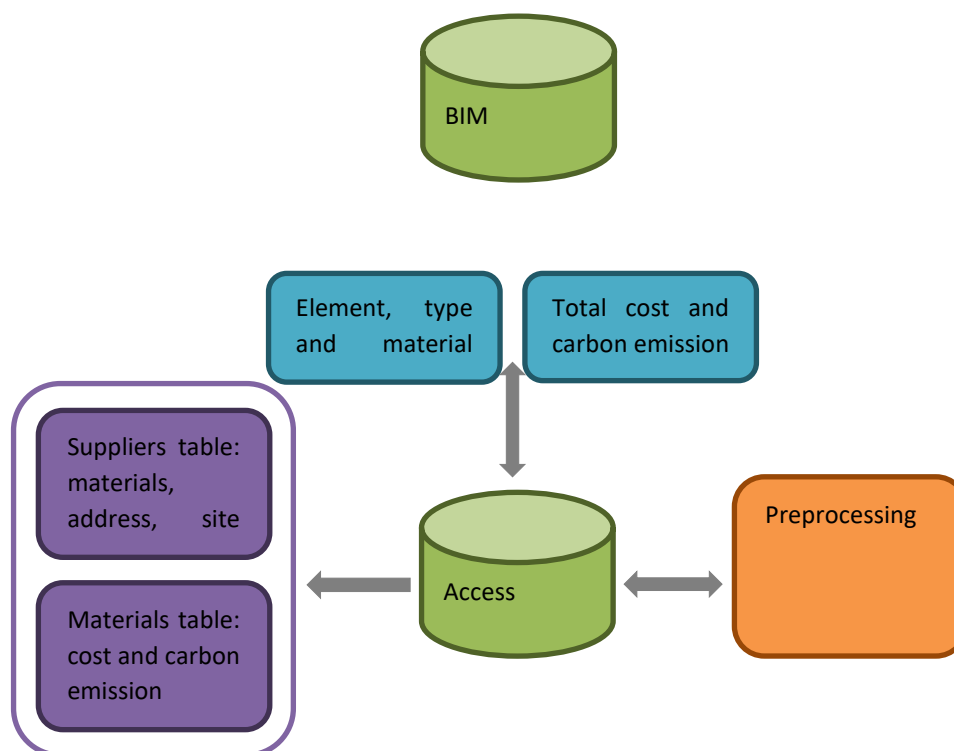 BIM
Element, type
and material
Total cost and
carbon emission
Suppliers table:
materials,
address, site
Materials table:
cost and carbon
emission
Access
Preprocessing